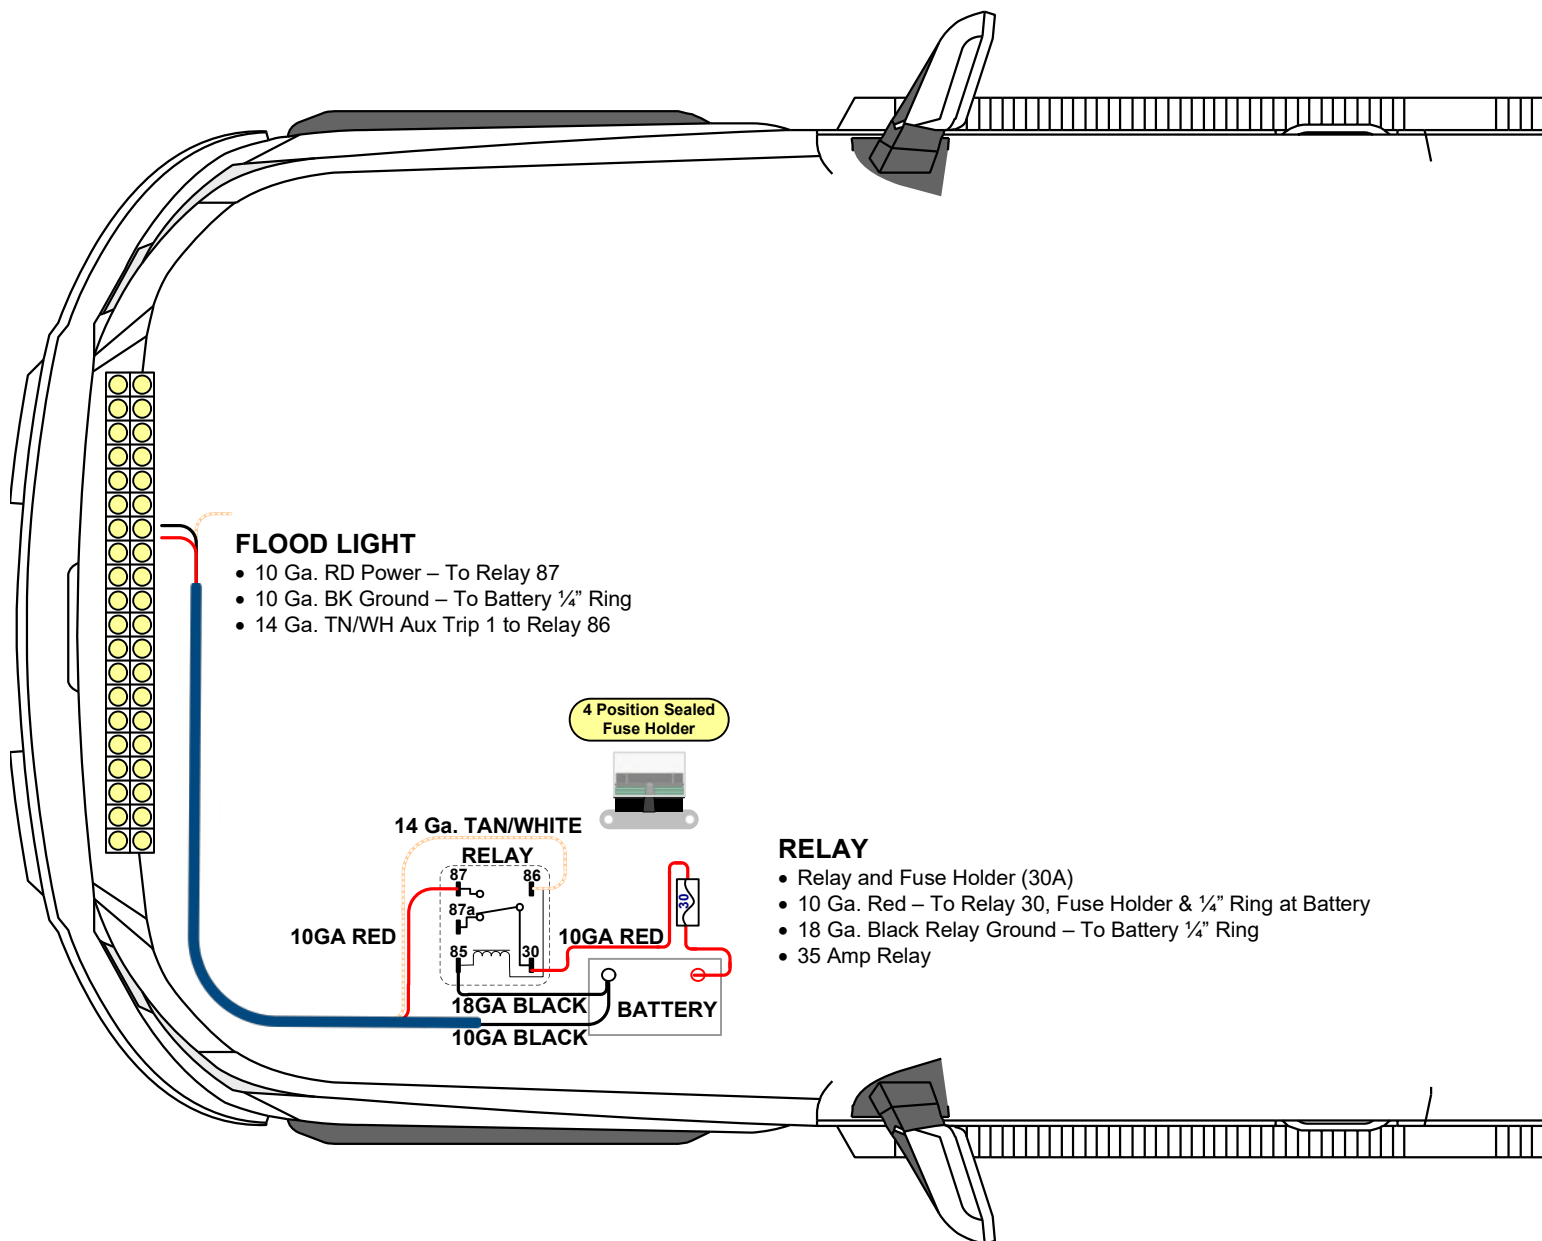 FLOOD LIGHT
• 10 Ga. RD Power – To Relay 87
• 10 Ga. BK Ground – To Battery ¼” Ring
• 14 Ga. TN/WH Aux Trip 1 to Relay 86
4 Position Sealed
Fuse Holder
14 Ga. TAN/WHITE
RELAY
87
86
87a
85
30
10GA RED
10GA RED
30
18GA BLACK
BATTERY
10GA BLACK
RELAY
• Relay and Fuse Holder (30A)
• 10 Ga. Red – To Relay 30, Fuse Holder & ¼” Ring at Battery
• 18 Ga. Black Relay Ground – To Battery ¼” Ring
• 35 Amp Relay